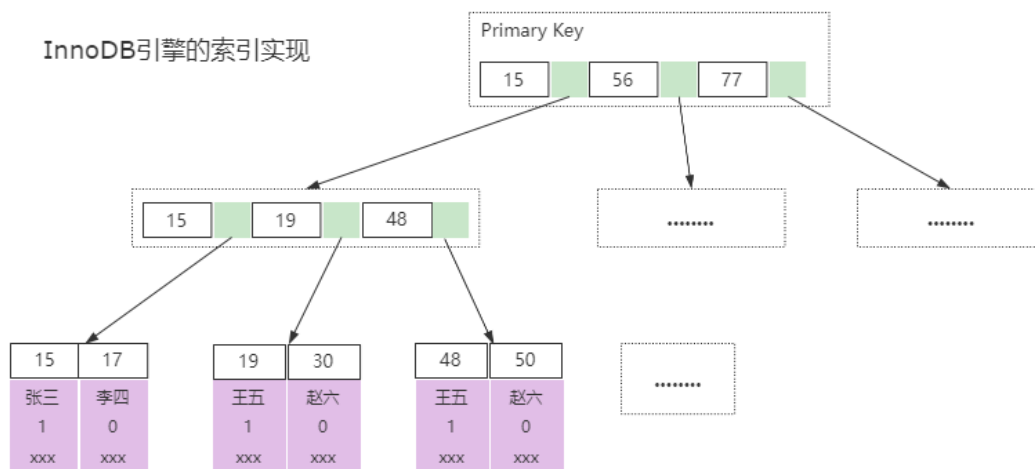 InnoDB引擎的索引实现
Primary Key
15 56 77
15 19 48
........
........
15 17 19 30 48 50
........
张三 李四 王五 赵六 王五 赵六
1 0 1 0 1 0
xxx xxx xxx xxx xxx xxx